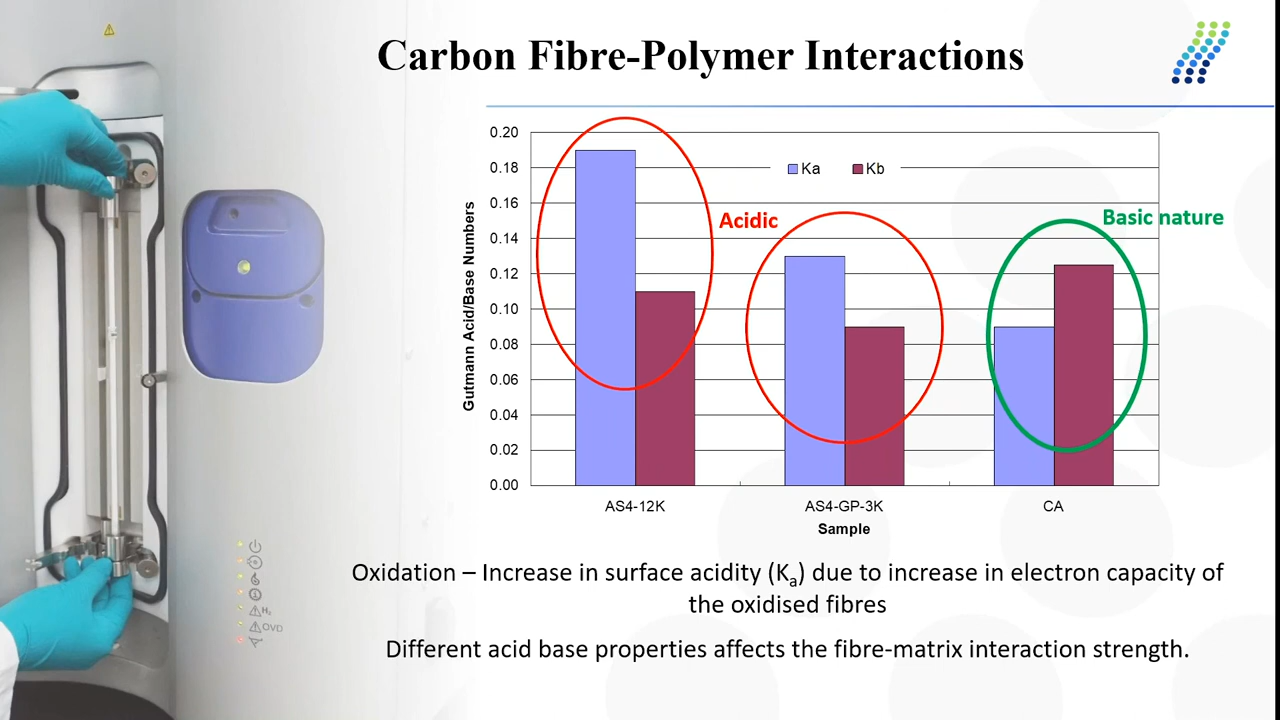 Carbon Fibre-Polymer Interactions
0.20
0.18
0.16
0.14
0.12
0.10
0.08
0.06
0.04
0.02
0.00
Gutmann Acid/Base Numbers
Ka Kb
Acidic
Basic nature
AS4-12K AS4-GP-3K CA
Sample
H₂
OVD
Oxidation – Increase in surface acidity (Kₐ) due to increase in electron capacity of
the oxidised fibres
Different acid base properties affects the fibre-matrix interaction strength.